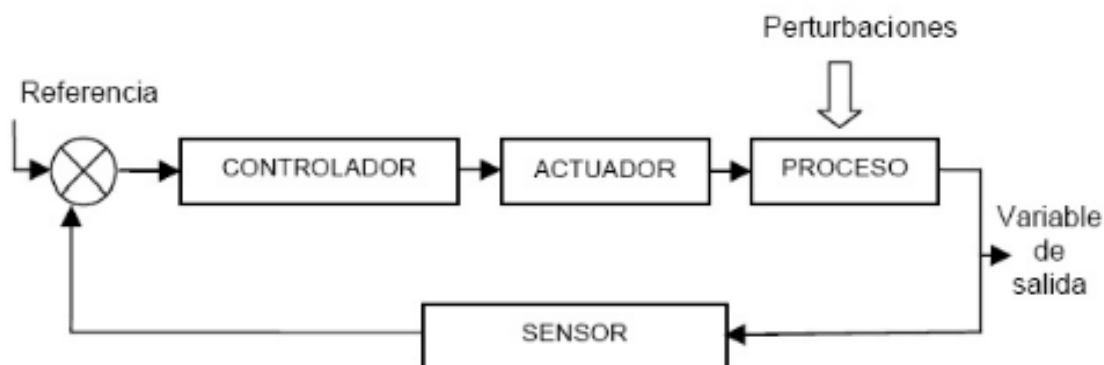 Perturbaciones
Referencia
CONTROLADOR
ACTUADOR
PROCESO
Variable
de
salida
SENSOR